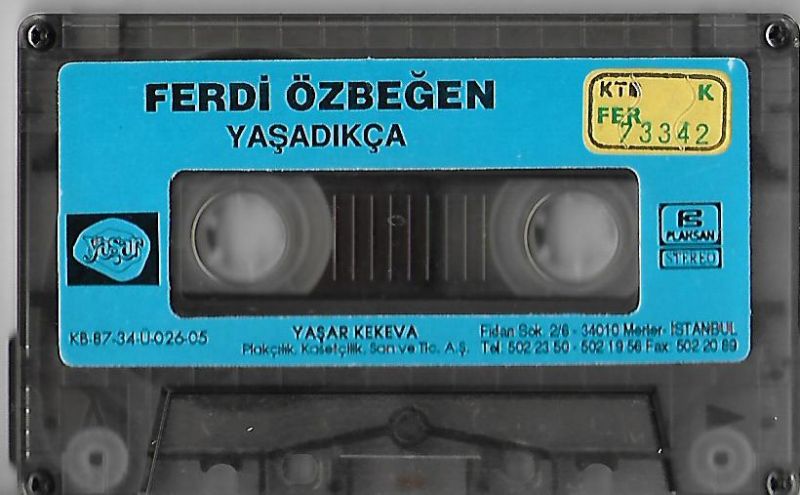 FERDİ ÖZBEĞEN
YAŞADIKÇA
KTB K
FER
73342
Yaşar
PLAKSAN
STEREO
KB-87-34-Ü-026-05
YAŞAR KEKEVA
Plakçılık, Kasetçilik, San ve Tic. A.Ş.
Fidan Sok. 2/6 - 34010 Merter- İSTANBUL
Tel: 502 23 50 - 502 19 56 Fax: 502 20 89
A